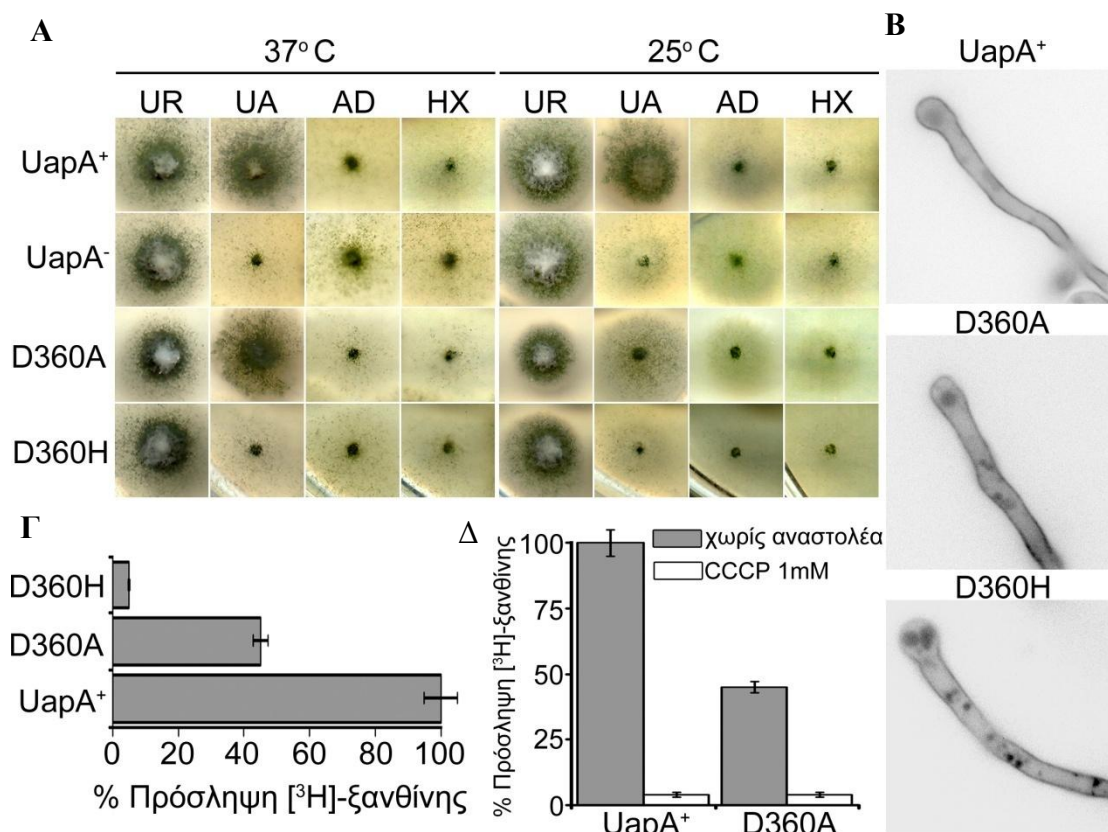 Α
37° C
25° C
UR UA AD HX UR UA AD HX
UapA⁺
UapA⁻
D360A
D360H
Β
UapA⁺
D360A
D360H
Γ
D360H
D360A
UapA⁺
0 20 40 60 80 100
% Πρόσληψη [³H]-ξανθίνης
Δ
% Πρόσληψη [³H]-ξανθίνης
100
75
50
25
0
χωρίς αναστολέα
CCCP 1mM
UapA⁺ D360A